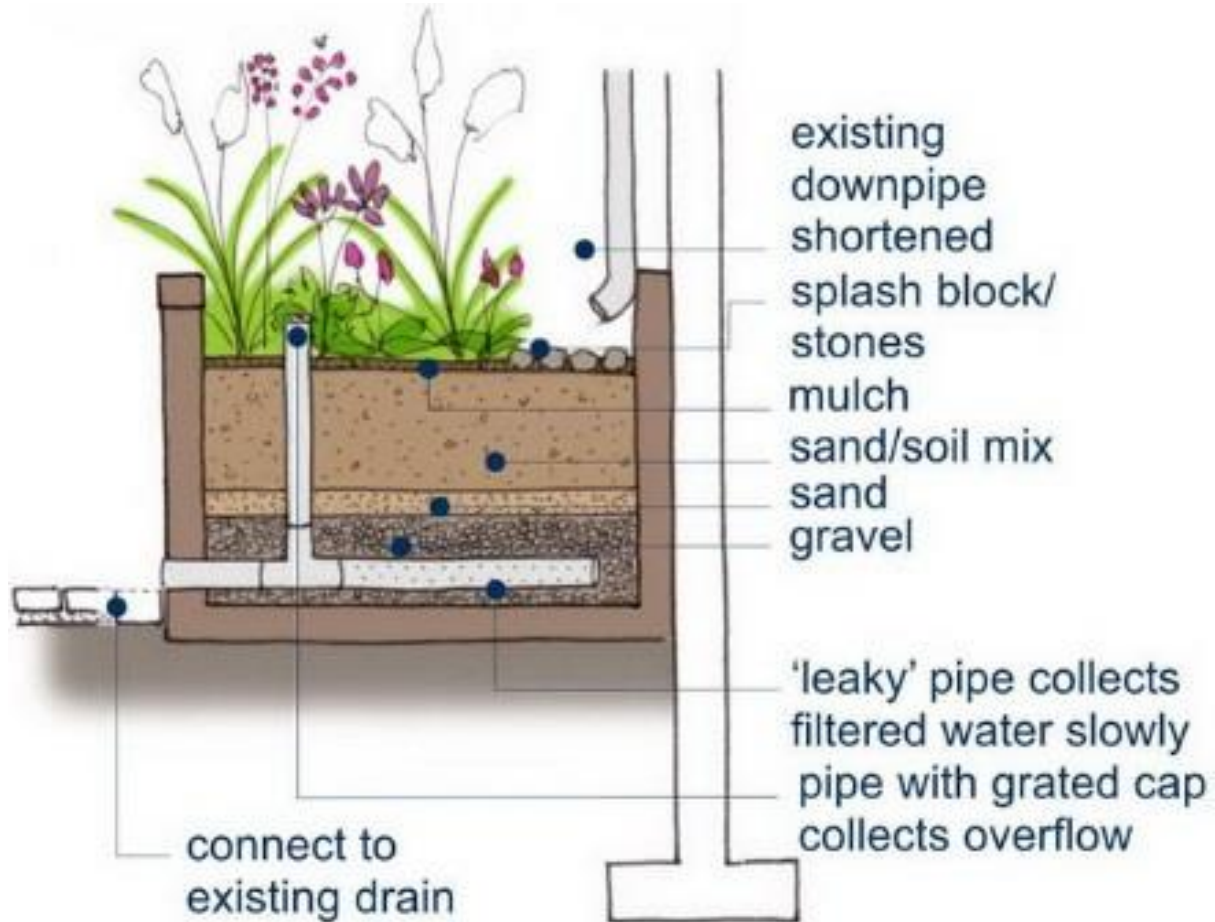 existing
downpipe
shortened
splash block/
stones
mulch
sand/soil mix
sand
gravel
‘leaky’ pipe collects
filtered water slowly
pipe with grated cap
collects overflow
connect to
existing drain